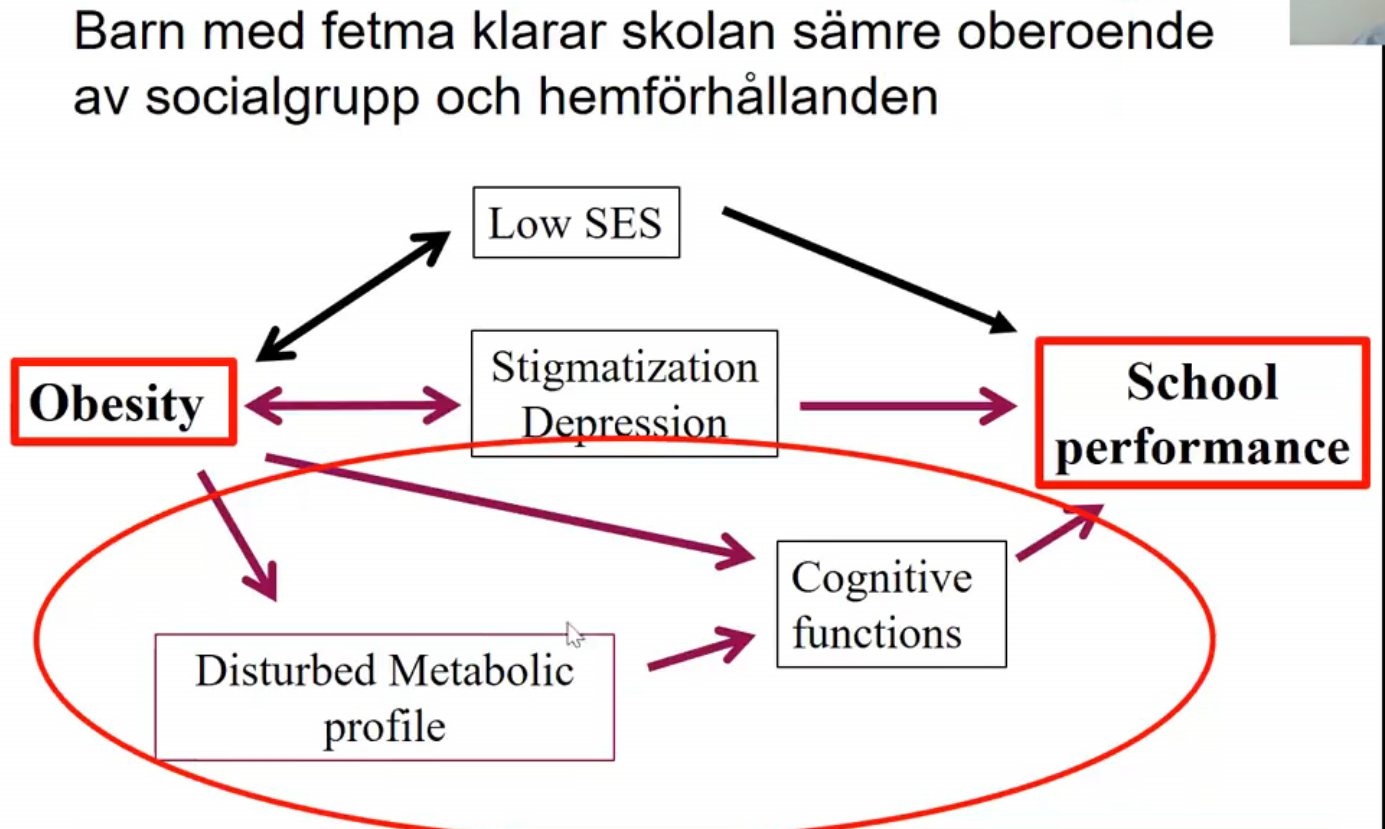 Barn med fetma klarar skolan sämre oberoende
av socialgrupp och hemförhållanden
Low SES
Obesity
Stigmatization
Depression
School
performance
Cognitive
functions
Disturbed Metabolic
profile